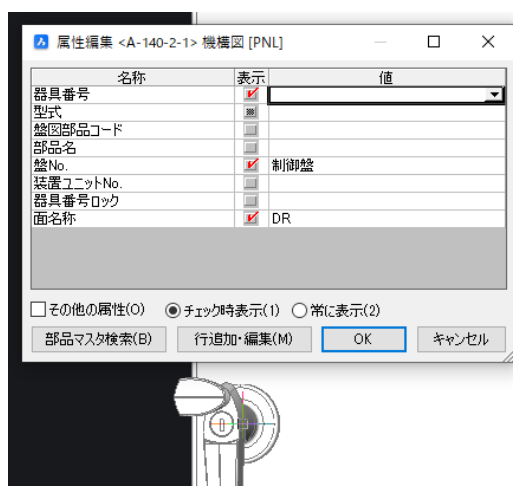 属性編集 <A-140-2-1> 機構図 [PNL]
名称 表示 値
器具番号
型式
盤図部品コード
部品名
盤No. 制御盤
装置ユニットNo.
器具番号ロック
面名称 DR
その他の属性(O) チェック時表示(1) 常に表示(2)
部品マスタ検索(B) 行追加・編集(M) OK キャンセル